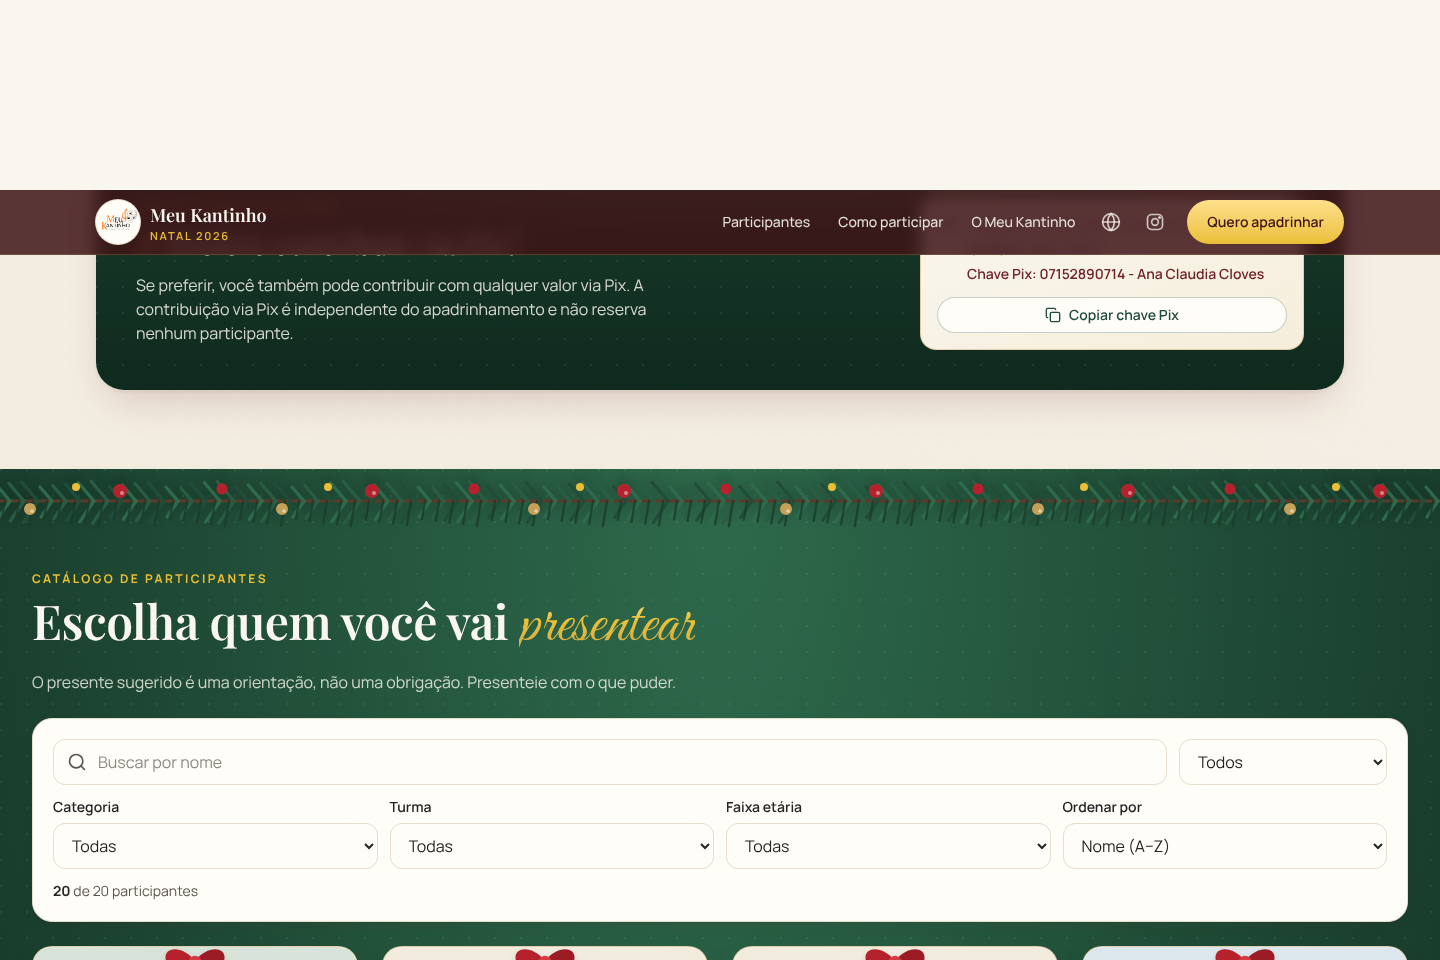 Meu Kantinho
NATAL 2026
Participantes
Como participar
O Meu Kantinho
Quero apadrinhar
Se preferir, você também pode contribuir com qualquer valor via Pix. A
contribuição via Pix é independente do apadrinhamento e não reserva
nenhum participante.
Chave Pix: 07152890714 - Ana Claudia Cloves
Copiar chave Pix
CATÁLOGO DE PARTICIPANTES
Escolha quem você vai presentear
O presente sugerido é uma orientação, não uma obrigação. Presenteie com o que puder.
Buscar por nome
Todos
Categoria
Turma
Faixa etária
Ordenar por
Todas
Todas
Todas
Nome (A–Z)
20 de 20 participantes